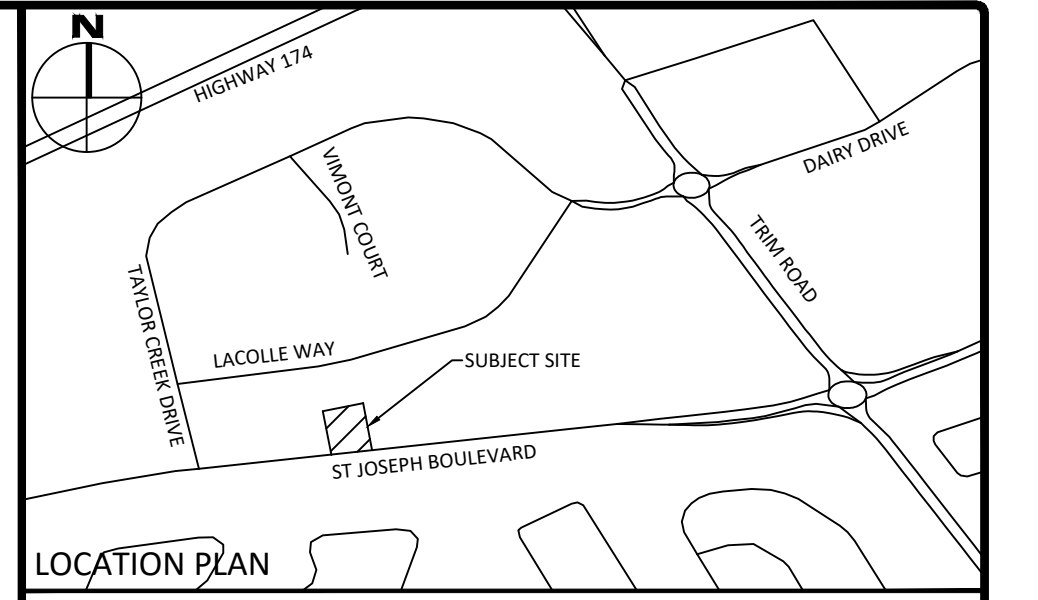 N
HIGHWAY 174
VIMONT COURT
DAIRY DRIVE
TRIM ROAD
TAYLOR CREEK DRIVE
LACOLLE WAY
SUBJECT SITE
ST JOSEPH BOULEVARD
LOCATION PLAN